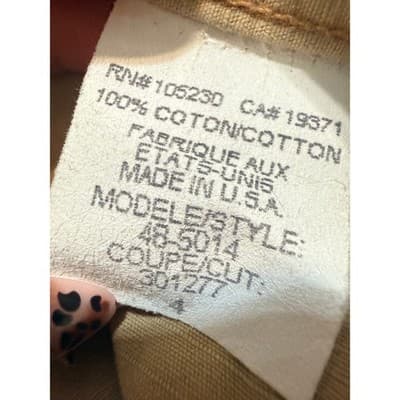 RN#105230 CA#19371
100% COTON/COTTON
FABRIQUE AUX
ETATS-UNIS
MADE IN U.S.A.
MODELE/STYLE:
48-5014
COUPE/CUT:
301277
4